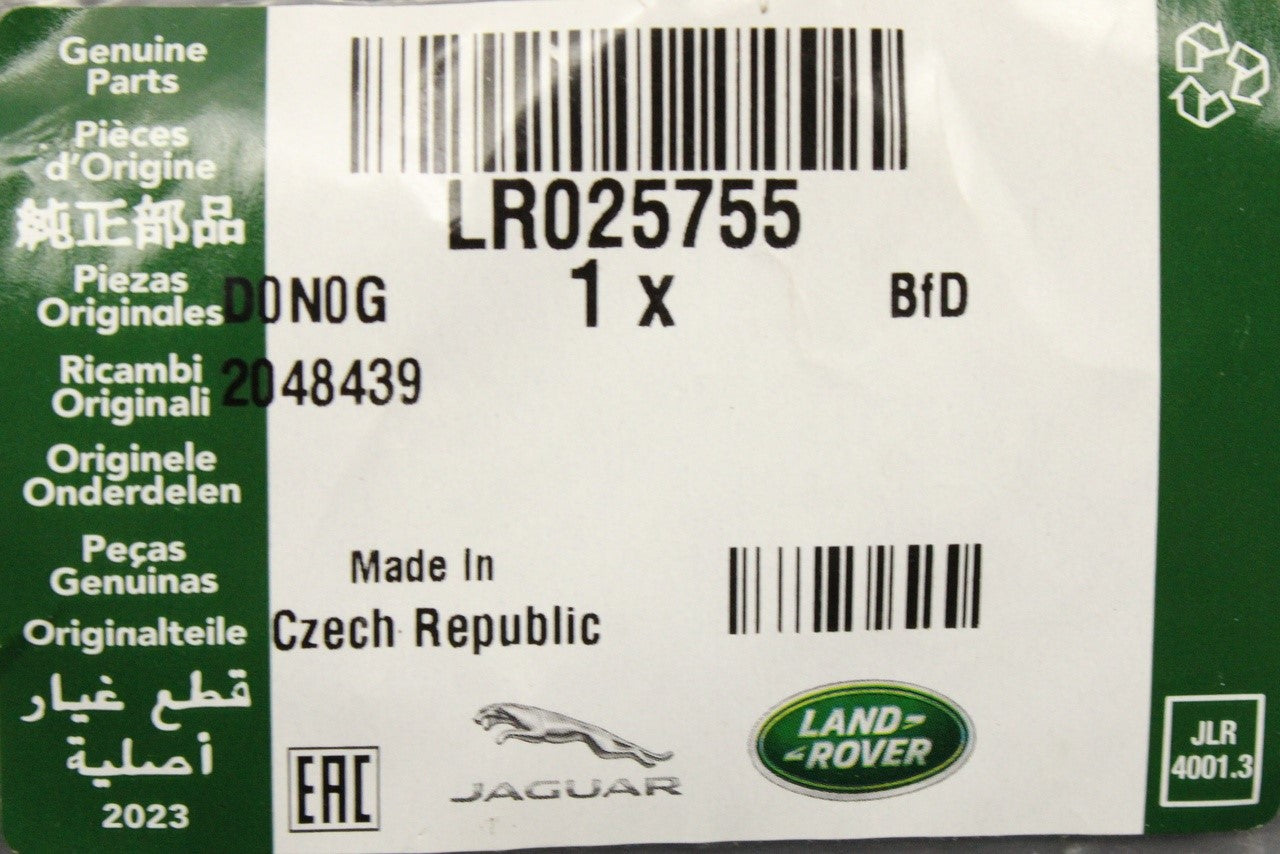 Genuine
Parts
Pièces
d'Origine
純正部品
Piezas
Originales
Ricambi
Originali
Originele
Onderdelen
Peças
Genuinas
Originalteile
قطع غيار
أصلية
2023
LR025755
D0N0G 1 x BfD
2048439
Made In
Czech Republic
EAC
JAGUAR
LAND-
-ROVER
JLR
4001.3